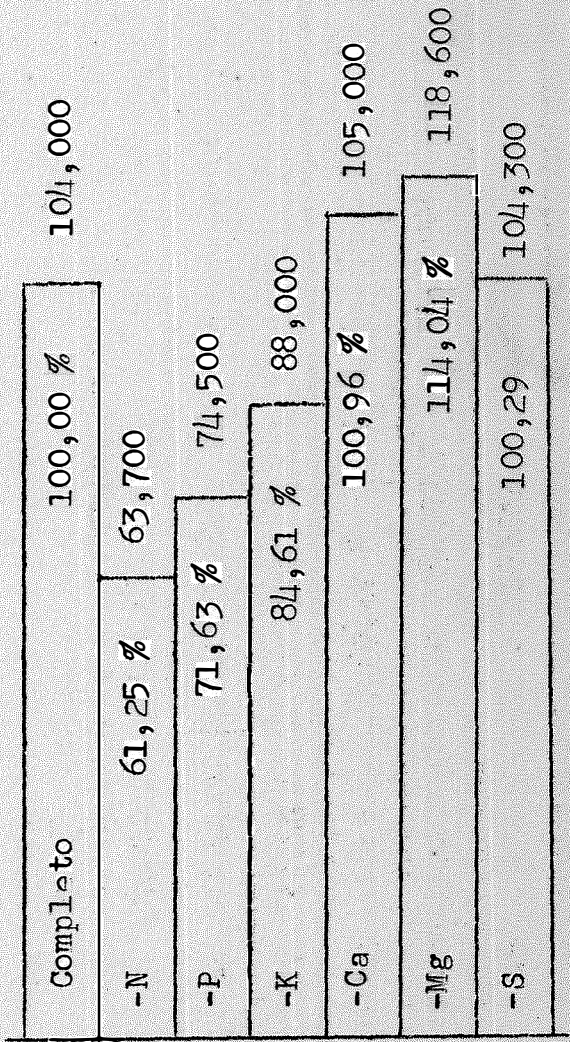 Completo 100,00 % 104,000
-N 61,25 % 63,700
-P 71,63 % 74,500
-K 84,61 % 88,000
-Ca 100,96 % 105,000
-Mg 114,04 % 118,600
-S 100,29 104,300